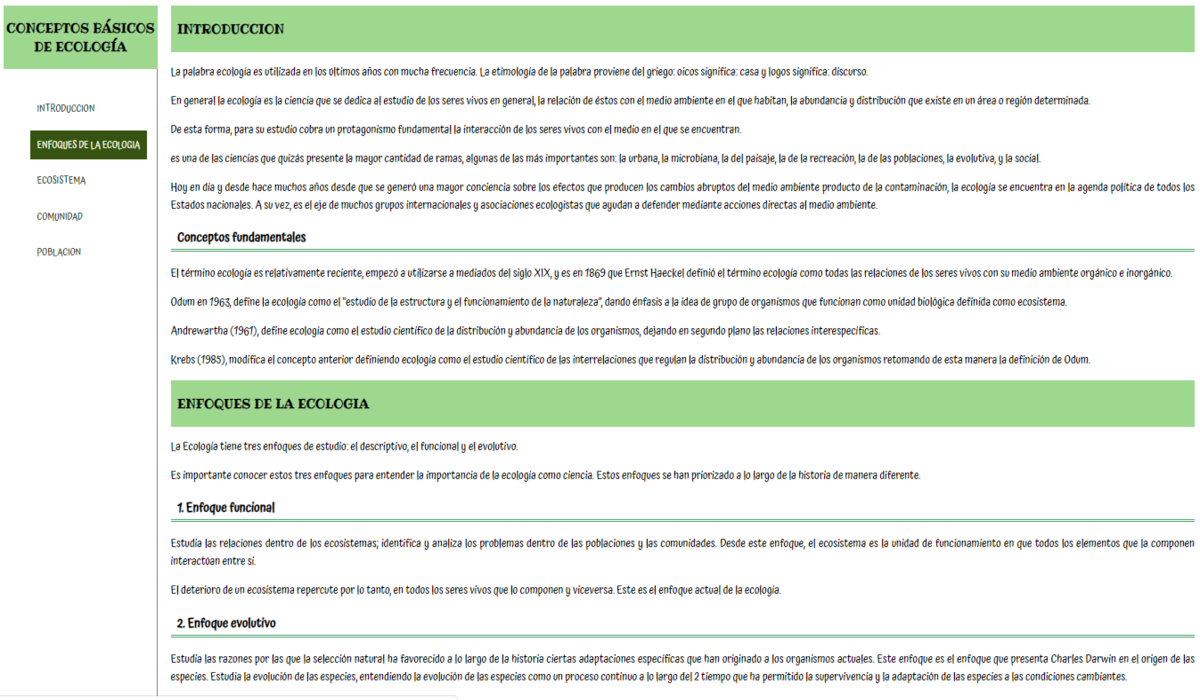 CONCEPTOS BÁSICOS
DE ECOLOGÍA
INTRODUCCION
ENFOQUES DE LA ECOLOGIA
ECOSISTEMA
COMUNIDAD
POBLACION
INTRODUCCION
La palabra ecología es utilizada en los últimos años con mucha frecuencia. La etimología de la palabra proviene del griego: oicos significa: casa y logos significa: discurso.
En general la ecología es la ciencia que se dedica al estudio de los seres vivos en general, la relación de éstos con el medio ambiente en el que habitan, la abundancia y distribución que existe en un área o región determinada.
De esta forma, para su estudio cobra un protagonismo fundamental la interacción de los seres vivos con el medio en el que se encuentran.
es una de las ciencias que quizás presente la mayor cantidad de ramas, algunas de las más importantes son: la urbana, la microbiana, la del paisaje, la de la recreación, la de las poblaciones, la evolutiva, y la social.
Hoy en día y desde hace muchos años desde que se generó una mayor conciencia sobre los efectos que producen los cambios abruptos del medio ambiente producto de la contaminación, la ecología se encuentra en la agenda política de todos los
Estados nacionales. A su vez, es el eje de muchos grupos internacionales y asociaciones ecologistas que ayudan a defender mediante acciones directas al medio ambiente.
Conceptos fundamentales
El término ecología es relativamente reciente, empezó a utilizarse a mediados del siglo XIX, y es en 1869 que Ernst Haeckel definió el término ecología como todas las relaciones de los seres vivos con su medio ambiente orgánico e inorgánico.
Odum en 1963, define la ecología como el "estudio de la estructura y el funcionamiento de la naturaleza", dando énfasis a la idea de grupo de organismos que funcionan como unidad biológica definida como ecosistema.
Andrewartha (1961), define ecología como el estudio científico de la distribución y abundancia de los organismos, dejando en segundo plano las relaciones interespecíficas.
Krebs (1985), modifica el concepto anterior definiendo ecología como el estudio científico de las interrelaciones que regulan la distribución y abundancia de los organismos retomando de esta manera la definición de Odum.
ENFOQUES DE LA ECOLOGIA
La Ecología tiene tres enfoques de estudio: el descriptivo, el funcional y el evolutivo.
Es importante conocer estos tres enfoques para entender la importancia de la ecología como ciencia. Estos enfoques se han priorizado a lo largo de la historia de manera diferente.
1. Enfoque funcional
Estudia las relaciones dentro de los ecosistemas; identifica y analiza los problemas dentro de las poblaciones y las comunidades. Desde este enfoque, el ecosistema es la unidad de funcionamiento en que todos los elementos que la componen
interactúan entre si.
El deterioro de un ecosistema repercute por lo tanto, en todos los seres vivos que lo componen y viceversa. Este es el enfoque actual de la ecología.
2. Enfoque evolutivo
Estudia las razones por las que la selección natural ha favorecido a lo largo de la historia ciertas adaptaciones específicas que han originado a los organismos actuales. Este enfoque es el enfoque que presenta Charles Darwin en el origen de las
especies. Estudia la evolución de las especies, entendiendo la evolución de las especies como un proceso continuo a lo largo del 2 tiempo que ha permitido la supervivencia y la adaptación de las especies a las condiciones cambiantes.